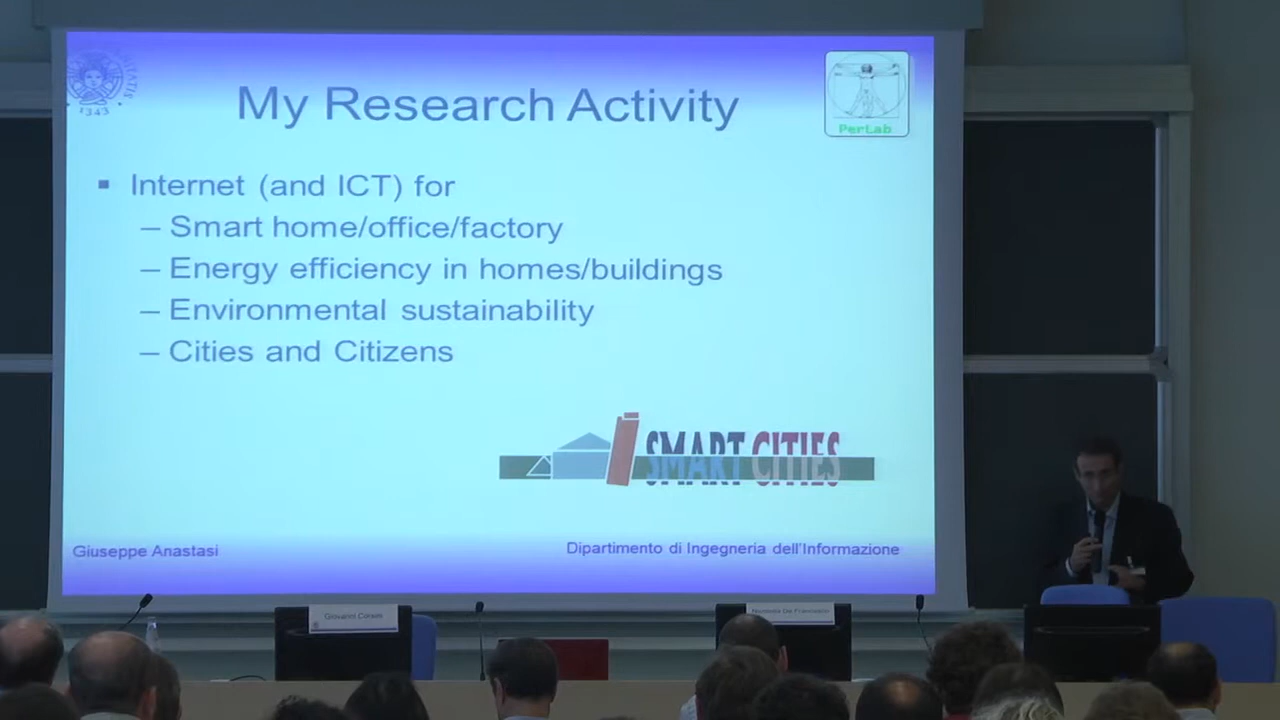 My Research Activity
PerLab
1343
Internet (and ICT) for
– Smart home/office/factory
– Energy efficiency in homes/buildings
– Environmental sustainability
– Cities and Citizens
SMART CITIES
Giuseppe Anastasi
Dipartimento di Ingegneria dell'Informazione
Giovanni Corsini